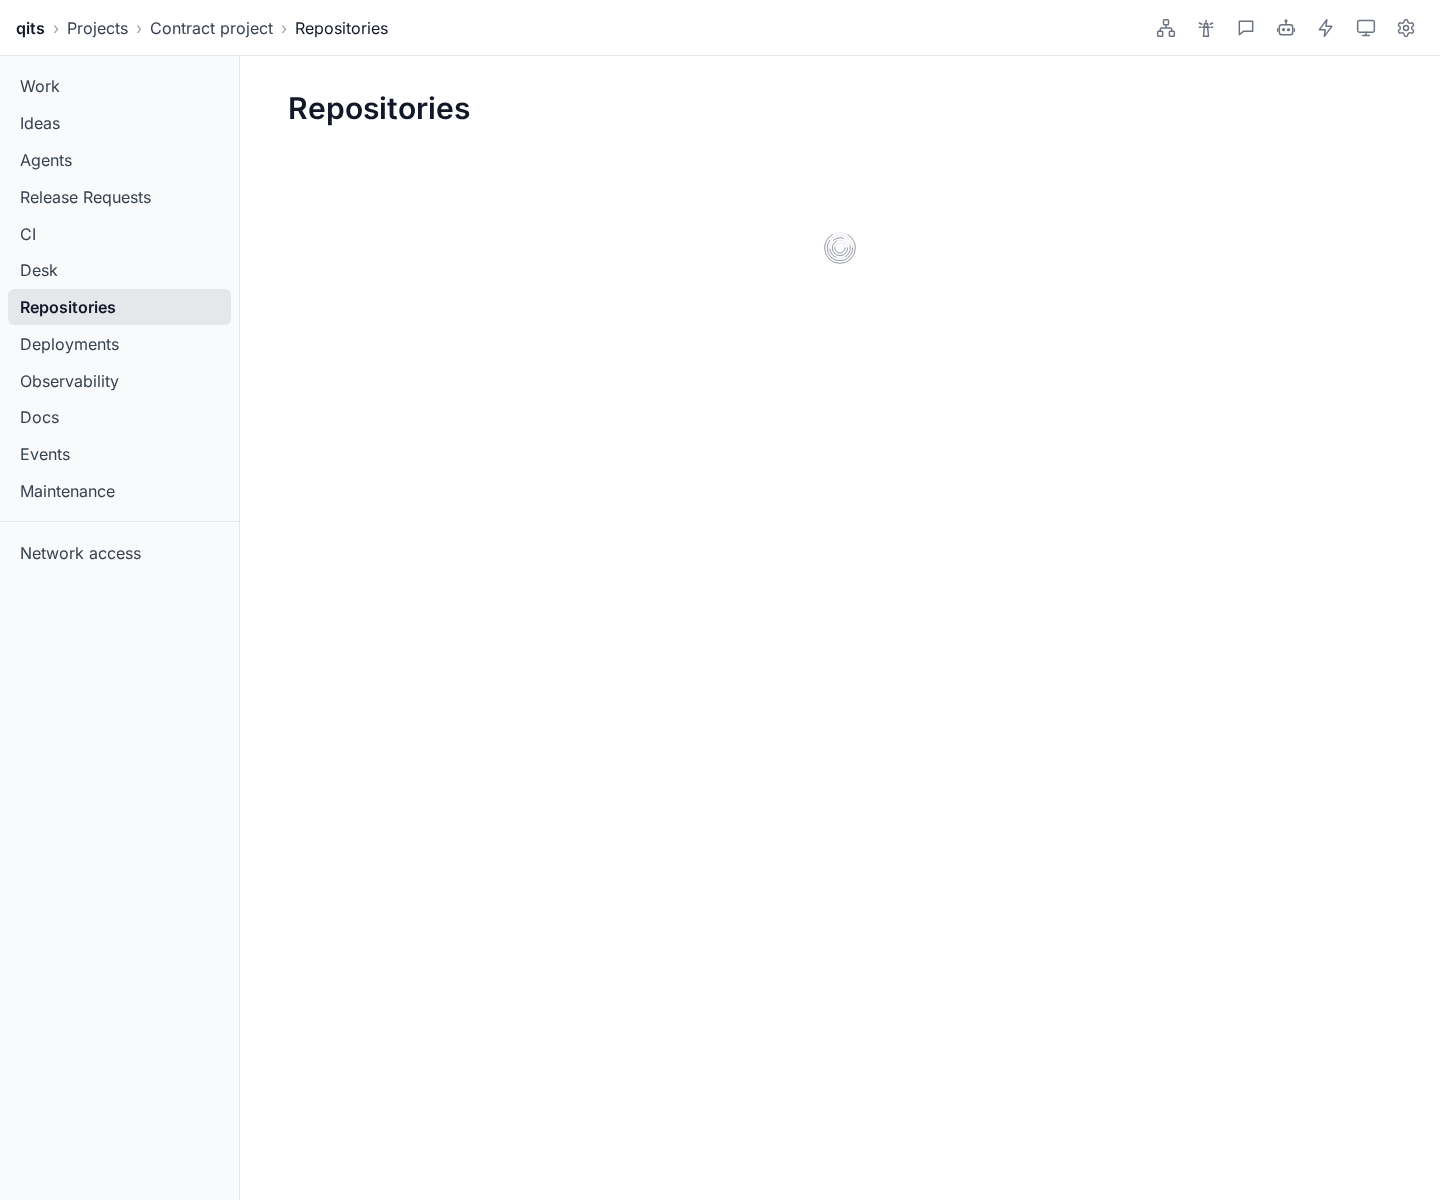 qits › Projects › Contract project › Repositories
Work
Ideas
Agents
Release Requests
CI
Desk
Repositories
Deployments
Observability
Docs
Events
Maintenance
Network access
Repositories